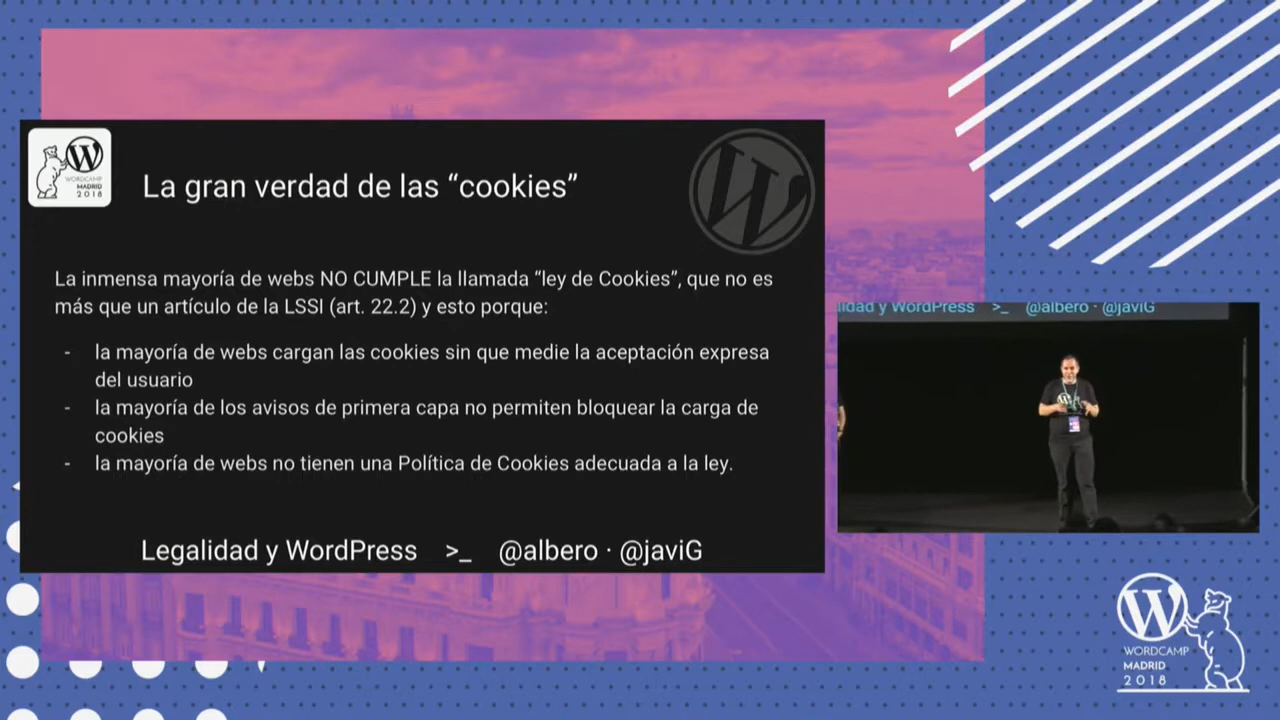 WORDCAMP
MADRID
2018
La gran verdad de las “cookies”
La inmensa mayoría de webs NO CUMPLE la llamada “ley de Cookies”, que no es
más que un artículo de la LSSI (art. 22.2) y esto porque:
- la mayoría de webs cargan las cookies sin que medie la aceptación expresa
del usuario
- la mayoría de los avisos de primera capa no permiten bloquear la carga de
cookies
- la mayoría de webs no tienen una Política de Cookies adecuada a la ley.
Legalidad y WordPress >_ @albero · @javiG
alidad y WordPress >_ @albero · @javiG
WORDCAMP
MADRID
2018